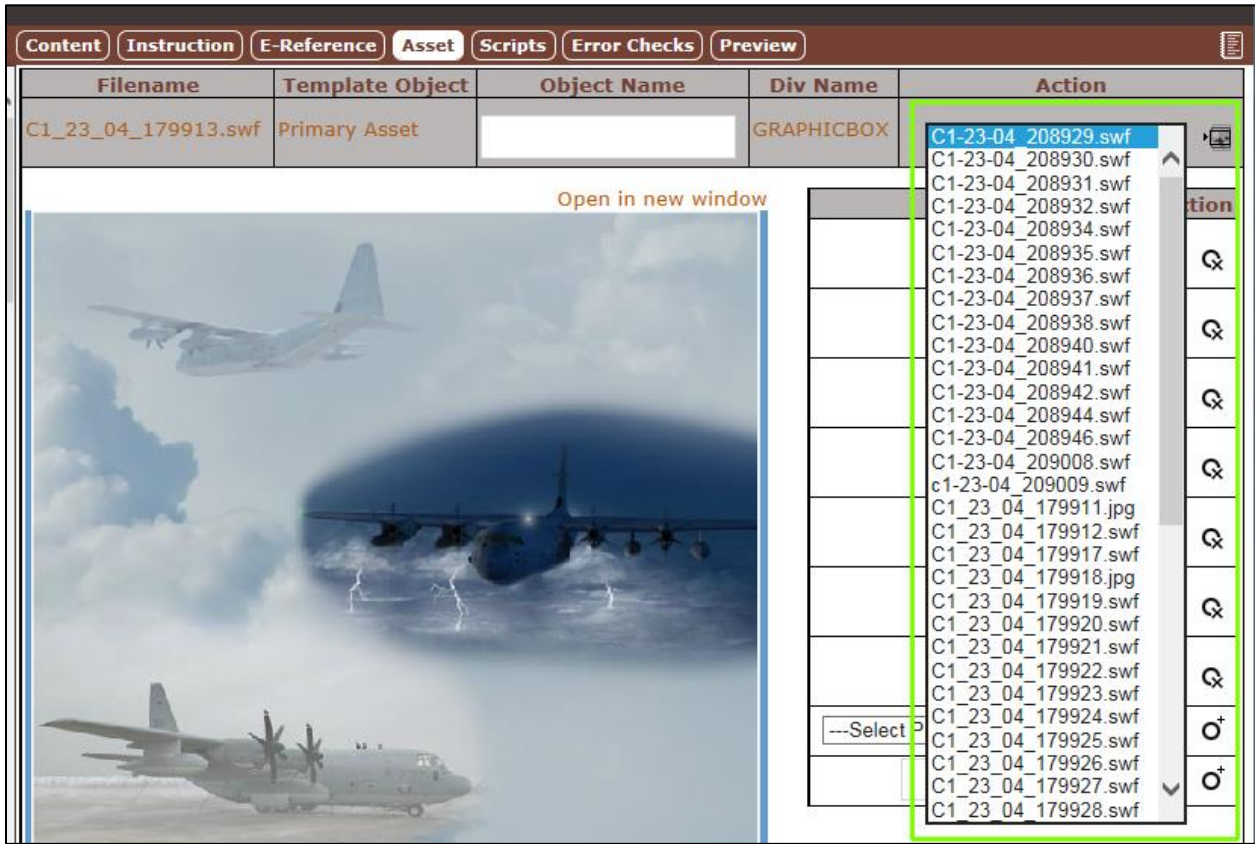 Content Instruction E-Reference Asset Scripts Error Checks Preview
Filename Template Object Object Name Div Name Action
C1_23_04_179913.swf Primary Asset GRAPHICBOX
Open in new window
ction
C1-23-04_208929.swf
C1-23-04_208930.swf
C1-23-04_208931.swf
C1-23-04_208932.swf
C1-23-04_208934.swf
C1-23-04_208935.swf
C1-23-04_208936.swf
C1-23-04_208937.swf
C1-23-04_208938.swf
C1-23-04_208940.swf
C1-23-04_208941.swf
C1-23-04_208942.swf
C1-23-04_208944.swf
C1-23-04_208946.swf
C1-23-04_209008.swf
c1-23-04_209009.swf
C1_23_04_179911.jpg
C1_23_04_179912.swf
C1_23_04_179917.swf
C1_23_04_179918.jpg
C1_23_04_179919.swf
C1_23_04_179920.swf
C1_23_04_179921.swf
C1_23_04_179922.swf
C1_23_04_179923.swf
C1_23_04_179924.swf
C1_23_04_179925.swf
C1_23_04_179926.swf
C1_23_04_179927.swf
C1_23_04_179928.swf
---Select P